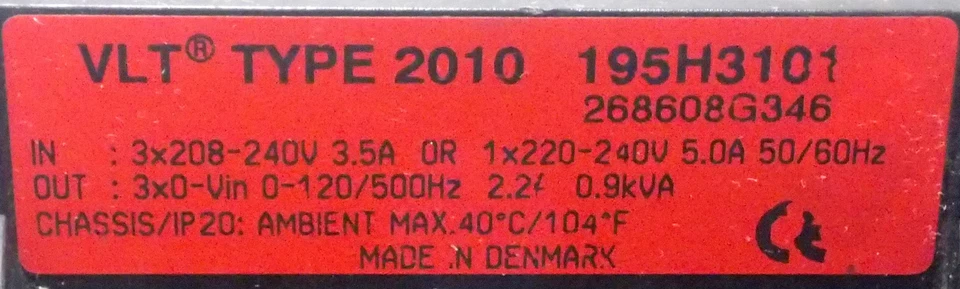 VLT® TYPE 2010 195H3101
268608G346
IN : 3x208-240V 3.5A OR 1x220-240V 5.0A 50/60Hz
OUT : 3x0-Vin 0-120/500Hz 0.9kVA
CHASSIS/IP20: AMBIENT MAX.40°C/104°F
MADE IN DENMARK
CE